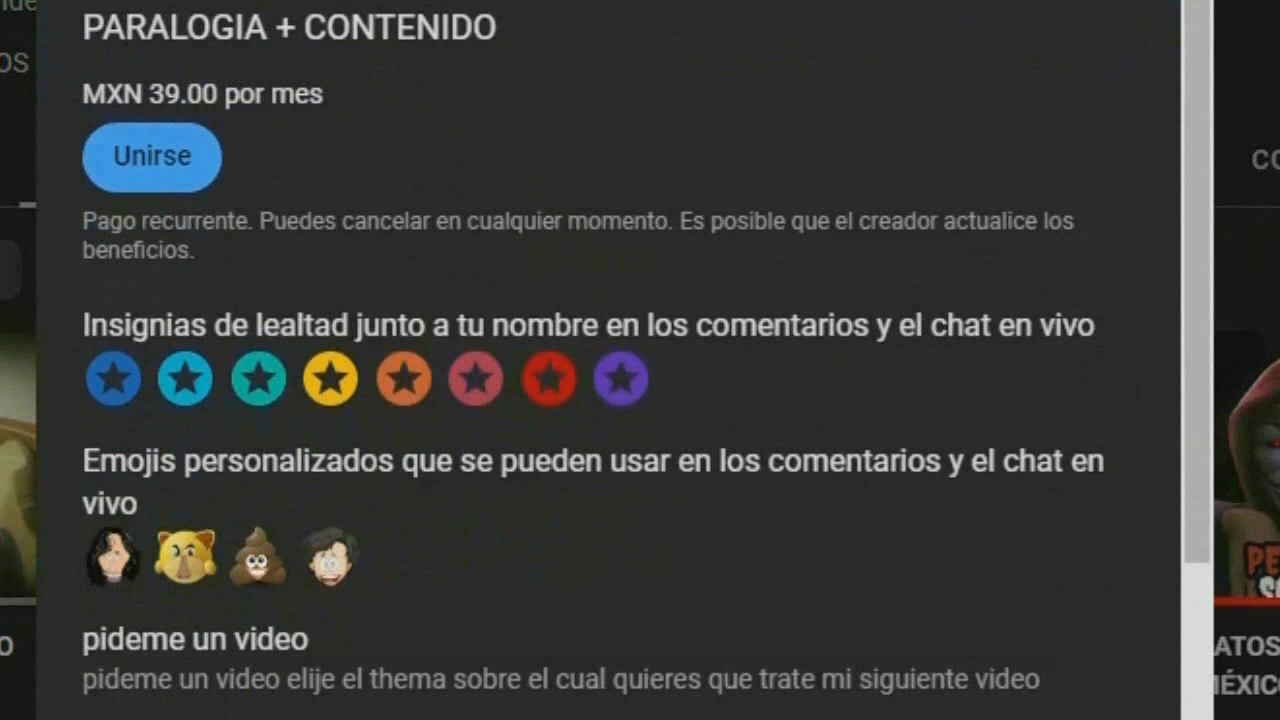 PARALOGIA + CONTENIDO
OS
MXN 39.00 por mes
Unirse
Pago recurrente. Puedes cancelar en cualquier momento. Es posible que el creador actualice los
beneficios.
Insignias de lealtad junto a tu nombre en los comentarios y el chat en vivo
Emojis personalizados que se pueden usar en los comentarios y el chat en
vivo
pideme un video
pideme un video elije el thema sobre el cual quieres que trate mi siguiente video